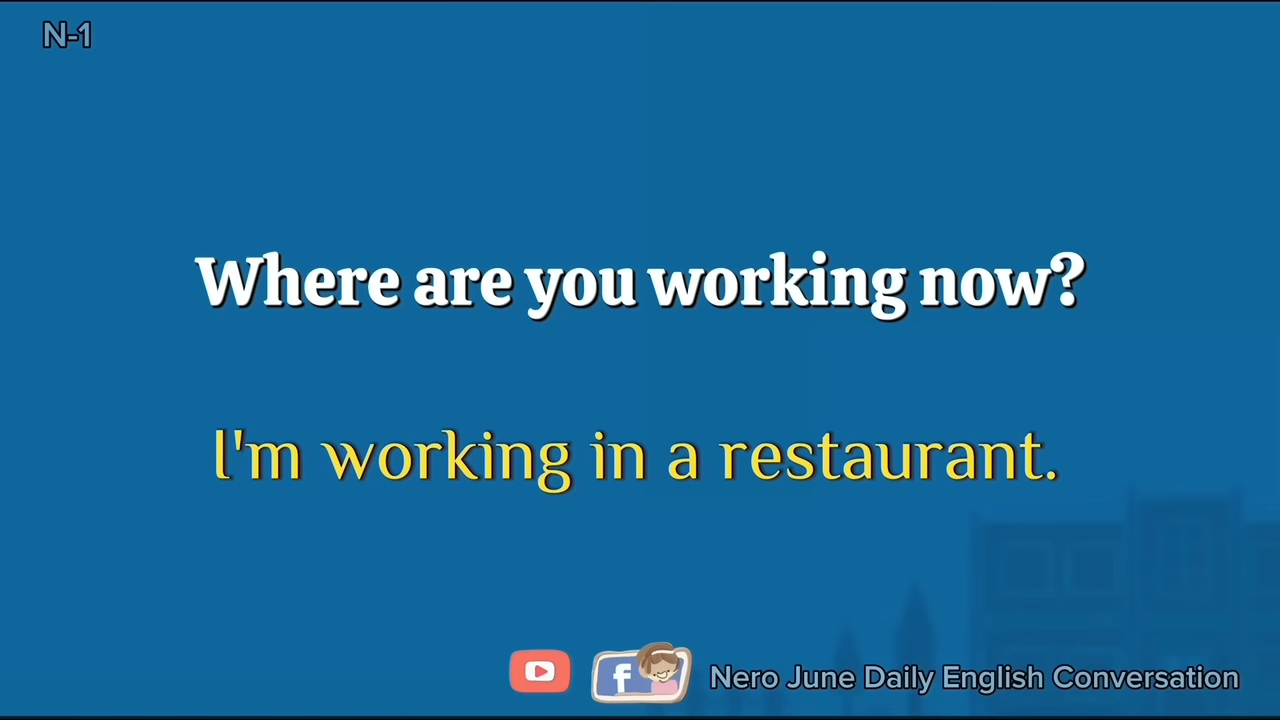 N-1
Where are you working now?
I'm working in a restaurant.
f Nero June Daily English Conversation